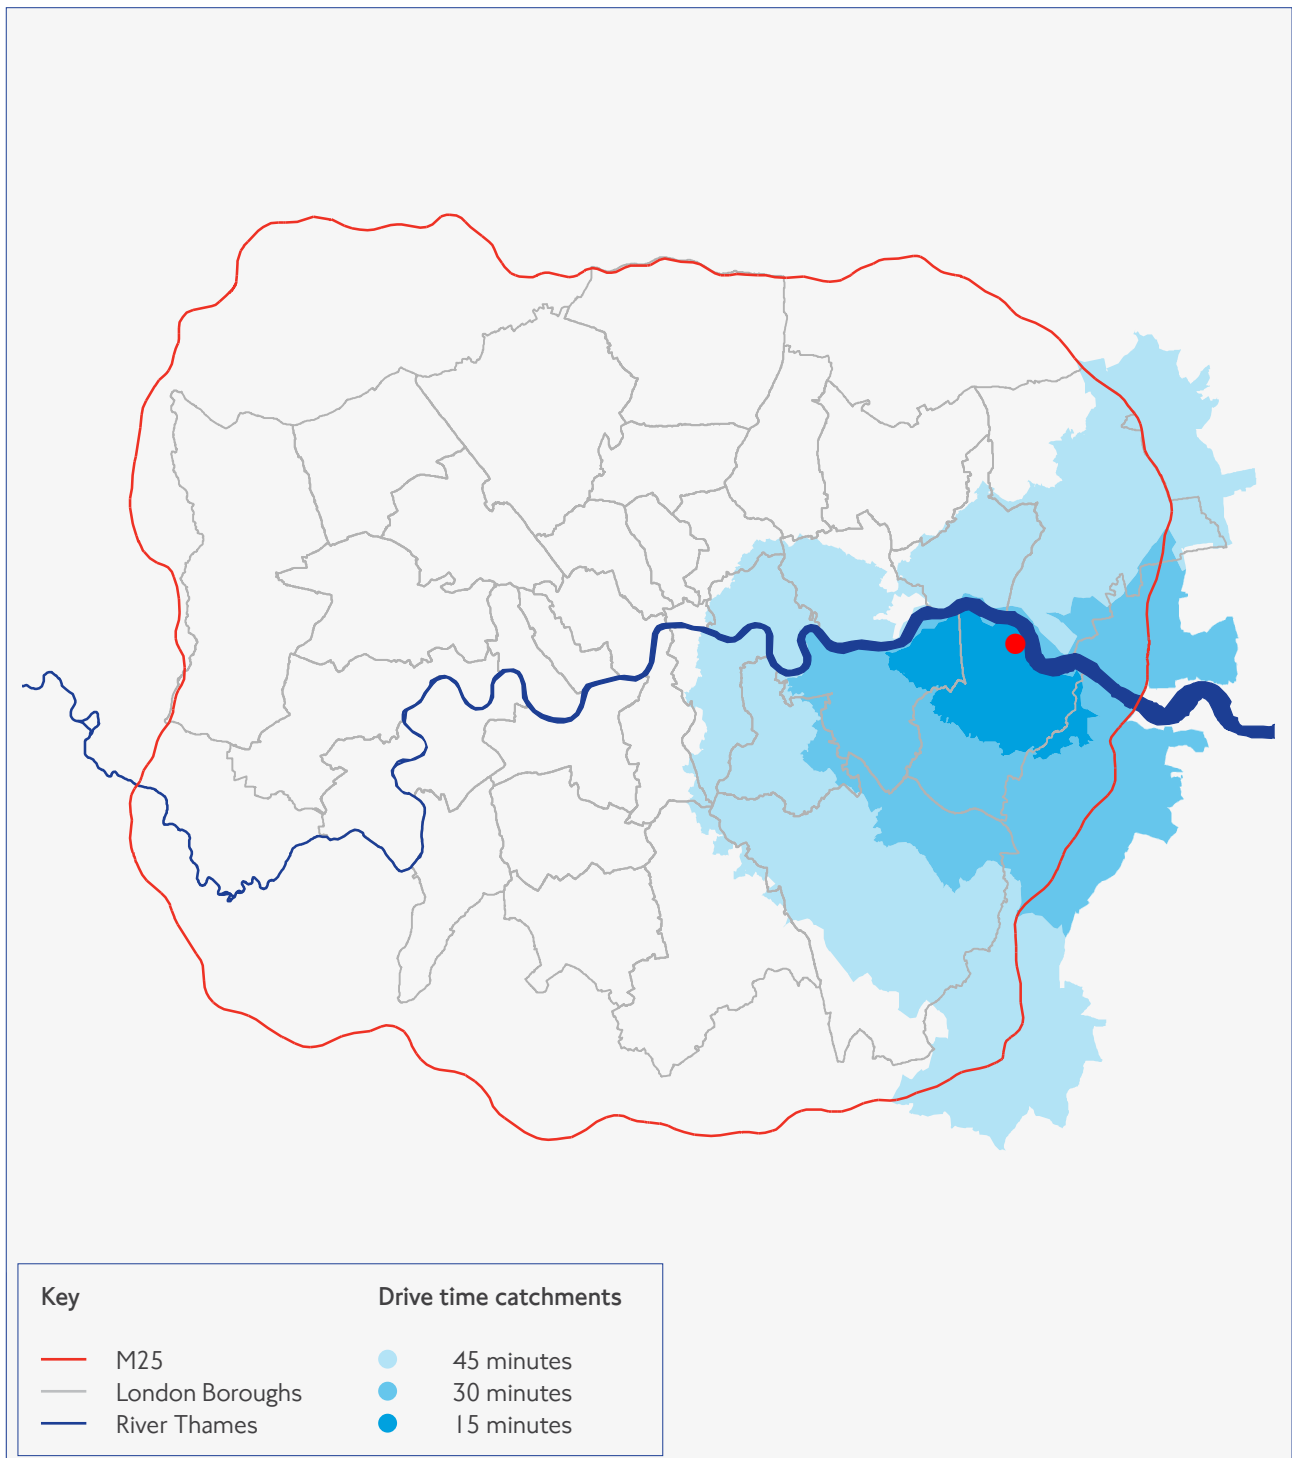 Key
Drive time catchments
M25
45 minutes
London Boroughs
30 minutes
River Thames
15 minutes